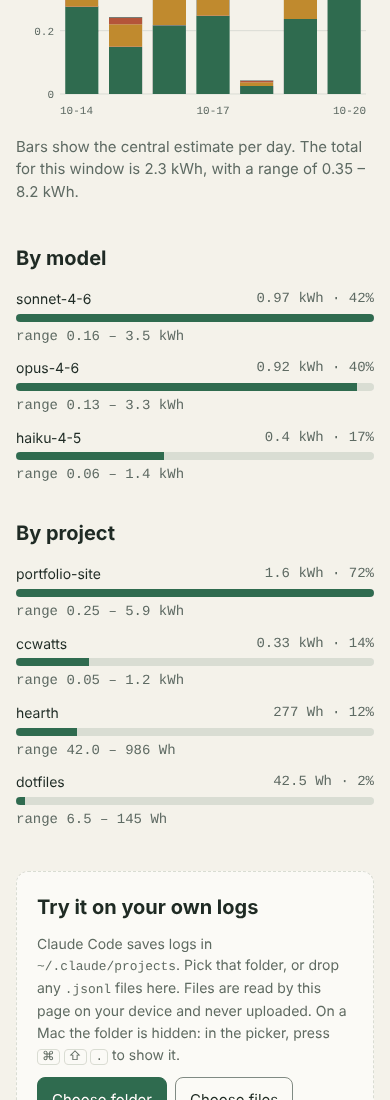 0.2
0
10-14 10-17 10-20
Bars show the central estimate per day. The total
for this window is 2.3 kWh, with a range of 0.35 –
8.2 kWh.
By model
sonnet-4-6 0.97 kWh · 42%
range 0.16 – 3.5 kWh
opus-4-6 0.92 kWh · 40%
range 0.13 – 3.3 kWh
haiku-4-5 0.4 kWh · 17%
range 0.06 – 1.4 kWh
By project
portfolio-site 1.6 kWh · 72%
range 0.25 – 5.9 kWh
ccwatts 0.33 kWh · 14%
range 0.05 – 1.2 kWh
hearth 277 Wh · 12%
range 42.0 – 986 Wh
dotfiles 42.5 Wh · 2%
range 6.5 – 145 Wh
Try it on your own logs
Claude Code saves logs in
~/.claude/projects. Pick that folder, or drop
any .jsonl files here. Files are read by this
page on your device and never uploaded. On a
Mac the folder is hidden: in the picker, press
⌘ ⇧ . to show it.
Choose folder Choose files